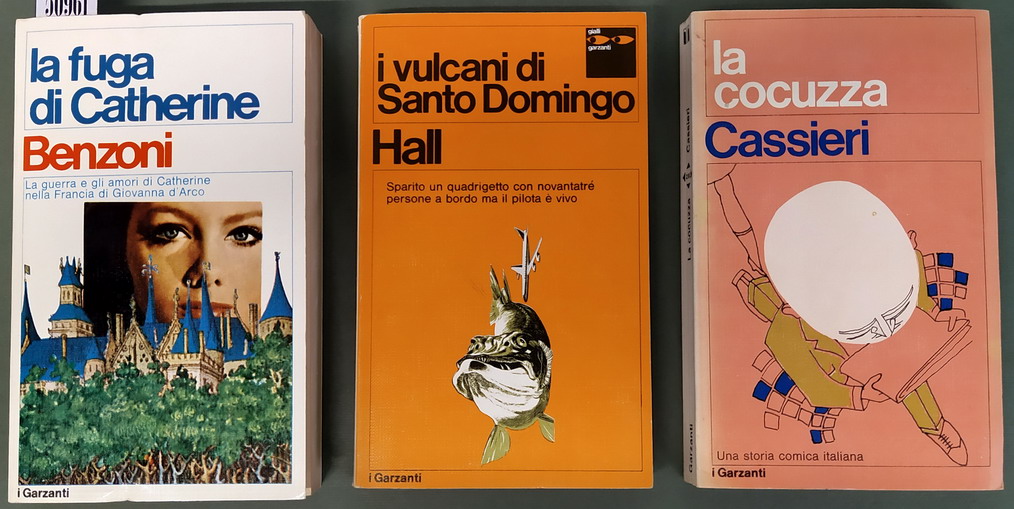 30961
la fuga
di Catherine
Benzoni
La guerra e gli amori di Catherine
nella Francia di Giovanna d'Arco
i Garzanti
gialli
garzanti
i vulcani di
Santo Domingo
Hall
Sparito un quadrigetto con novantatré
persone a bordo ma il pilota è vivo
i Garzanti
La cocuzza
Cassieri
Garzanti
la
cocuzza
Cassieri
Una storia comica italiana
i Garzanti